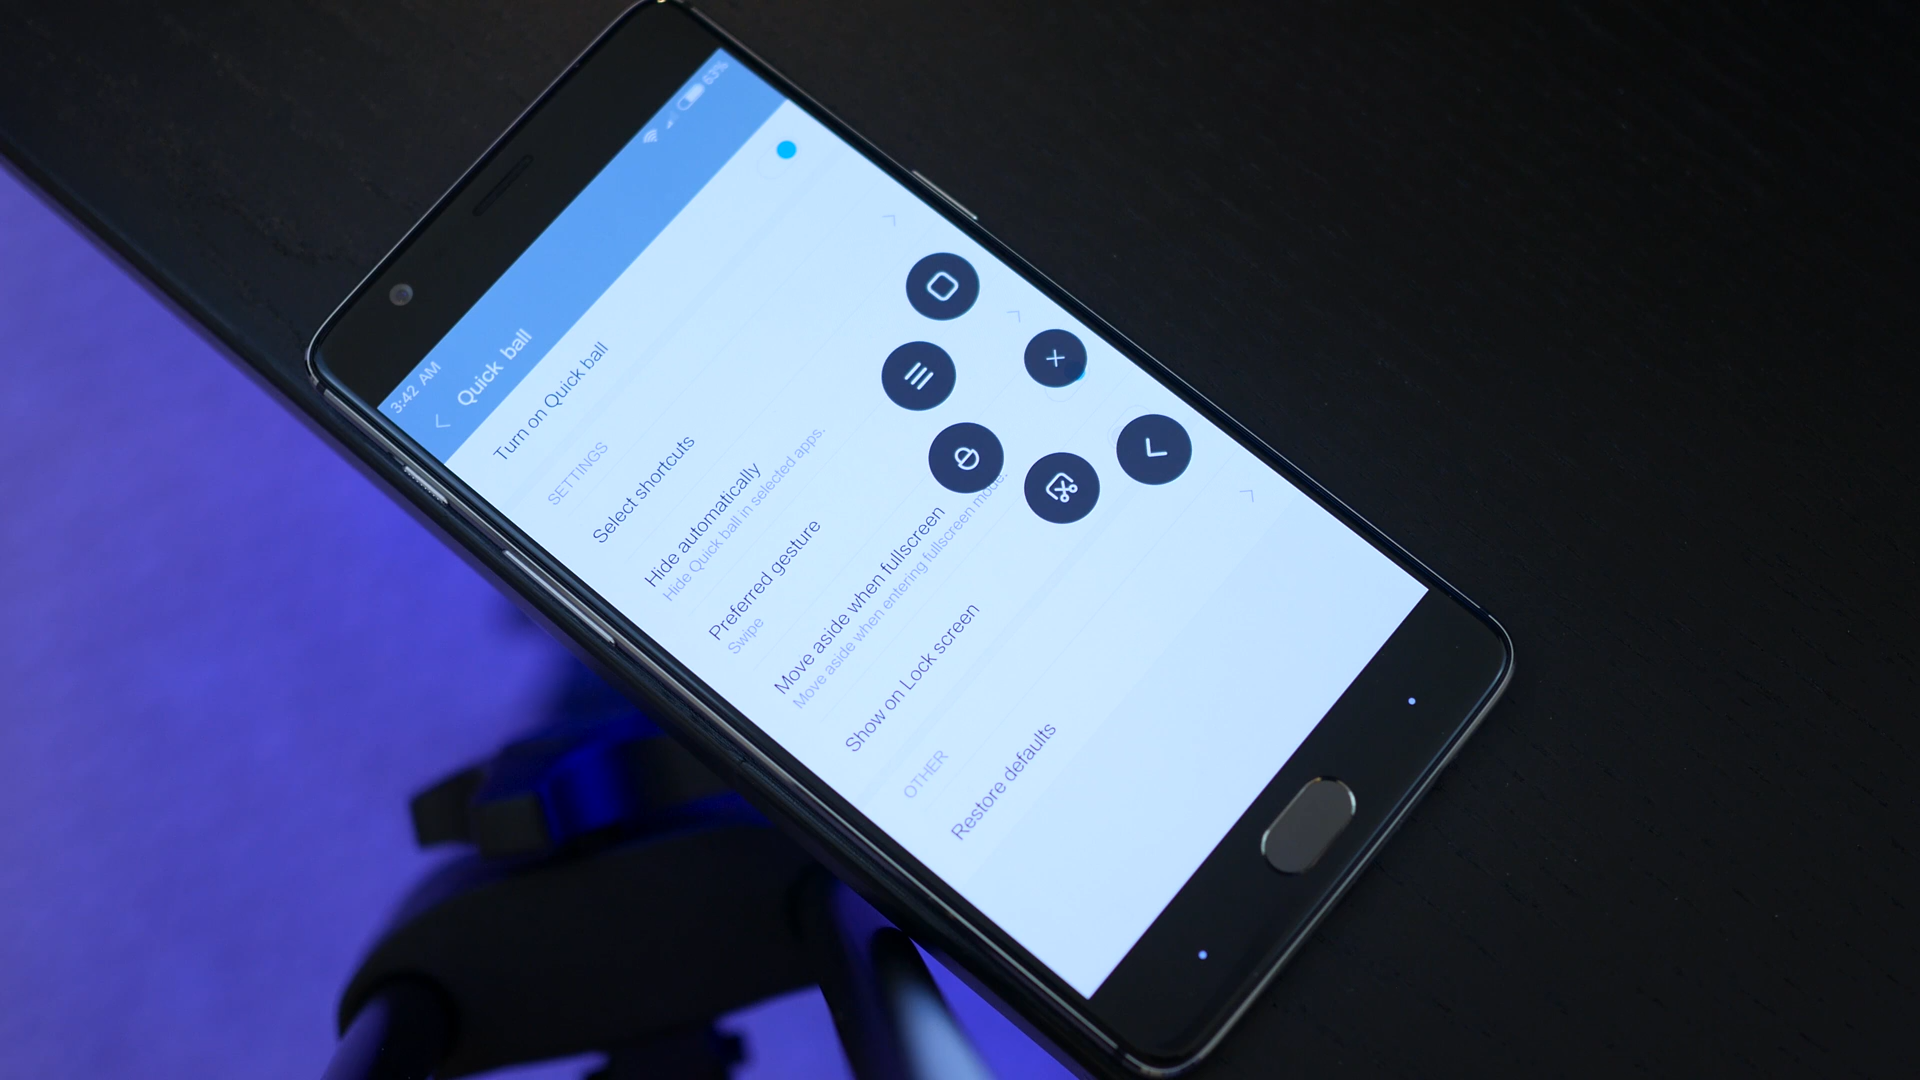 3:42 AM
63%
Quick ball
Turn on Quick ball
SETTINGS
Select shortcuts
Hide automatically
Hide Quick ball in selected apps.
Preferred gesture
Swipe
Move aside when fullscreen
Move aside when entering fullscreen mode.
Show on Lock screen
OTHER
Restore defaults